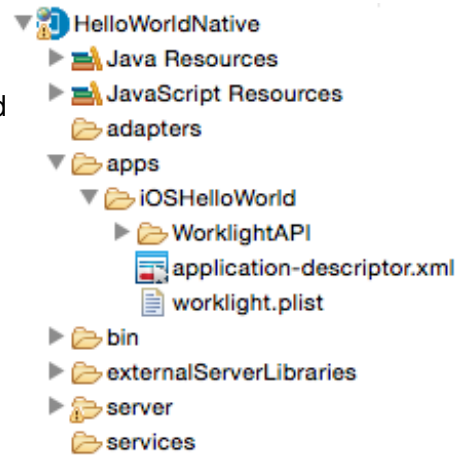 HelloWorldNative
Java Resources
JavaScript Resources
d
adapters
apps
iOSHelloWorld
WorklightAPI
application-descriptor.xml
worklight.plist
bin
externalServerLibraries
server
services